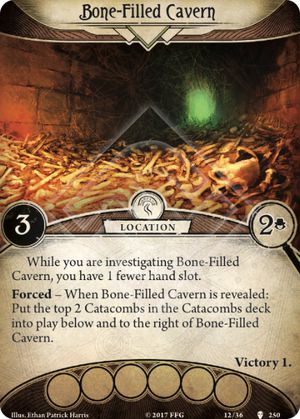 Bone-Filled Cavern
3
LOCATION
2
While you are investigating Bone-Filled
Cavern, you have 1 fewer hand slot.
Forced – When Bone-Filled Cavern is revealed:
Put the top 2 Catacombs in the Catacombs deck
into play below and to the right of Bone-Filled
Cavern.
Victory 1.
Illus. Ethan Patrick Harris
© 2017 FFG
12/36
250